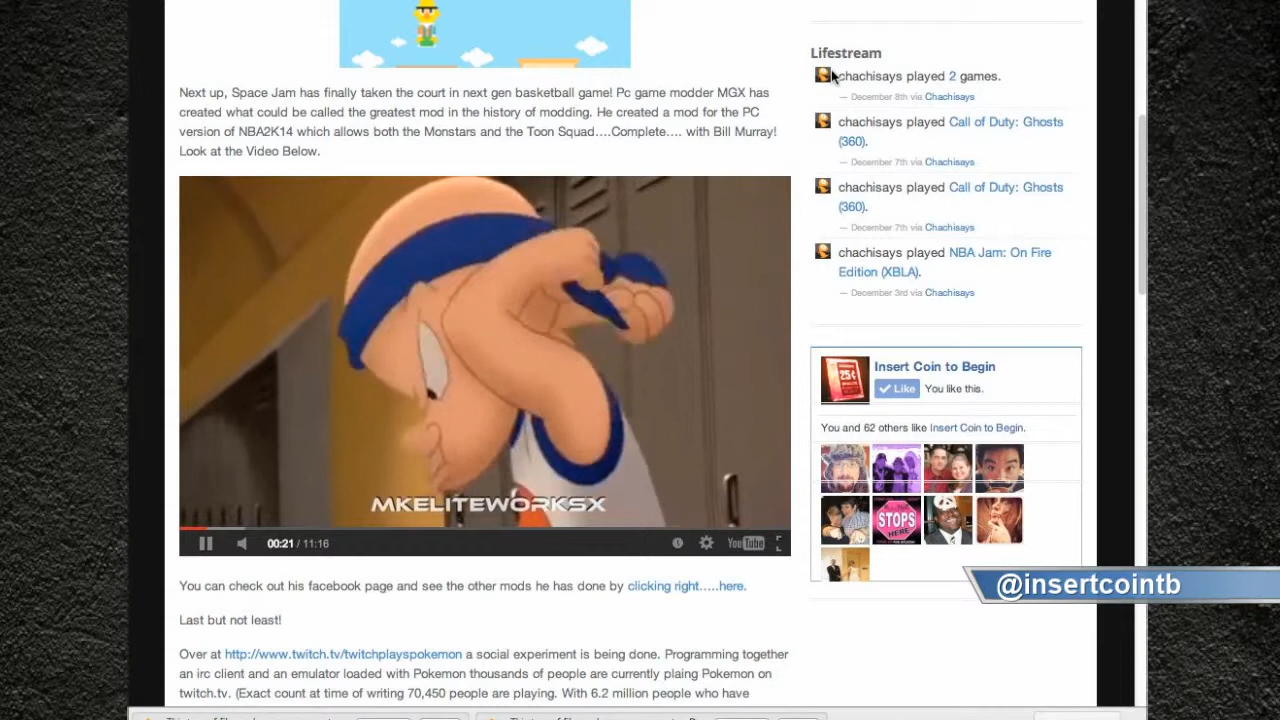 Next up, Space Jam has finally taken the court in next gen basketball game! Pc game modder MGX has
created what could be called the greatest mod in the history of modding. He created a mod for the PC
version of NBA2K14 which allows both the Monstars and the Toon Squad....Complete.... with Bill Murray!
Look at the Video Below.
MKELITEWORKSX
00:21 / 11:16
YouTube
You can check out his facebook page and see the other mods he has done by clicking right.....here.
Last but not least!
Over at http://www.twitch.tv/twitchplayspokemon a social experiment is being done. Programming together
an irc client and an emulator loaded with Pokemon thousands of people are currently plaing Pokemon on
twitch.tv. (Exact count at time of writing 70,450 people are playing. With 6.2 million people who have
Lifestream
chachisays played 2 games.
— December 8th via Chachisays
chachisays played Call of Duty: Ghosts
(360).
— December 7th via Chachisays
chachisays played Call of Duty: Ghosts
(360).
— December 7th via Chachisays
chachisays played NBA Jam: On Fire
Edition (XBLA).
— December 3rd via Chachisays
25¢
Insert Coin to Begin
Like You like this.
You and 62 others like Insert Coin to Begin.
STOPS
HERE
@insertcointb